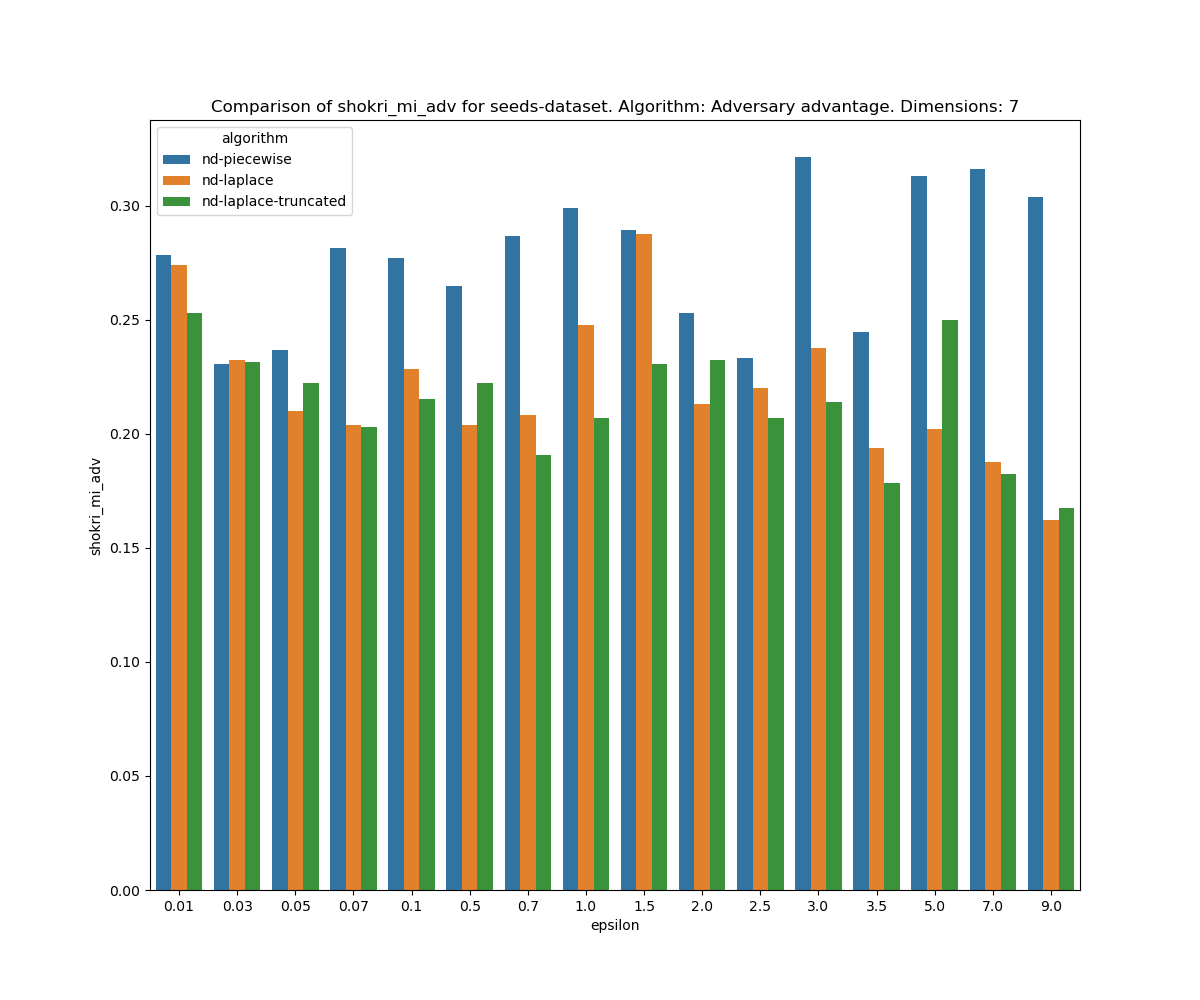 Comparison of shokri_mi_adv for seeds-dataset. Algorithm: Adversary advantage. Dimensions: 7
algorithm
nd-piecewise
nd-laplace
nd-laplace-truncated
shokri_mi_adv
0.30
0.25
0.20
0.15
0.10
0.05
0.00
0.01 0.03 0.05 0.07 0.1 0.5 0.7 1.0 1.5 2.0 2.5 3.0 3.5 5.0 7.0 9.0
epsilon